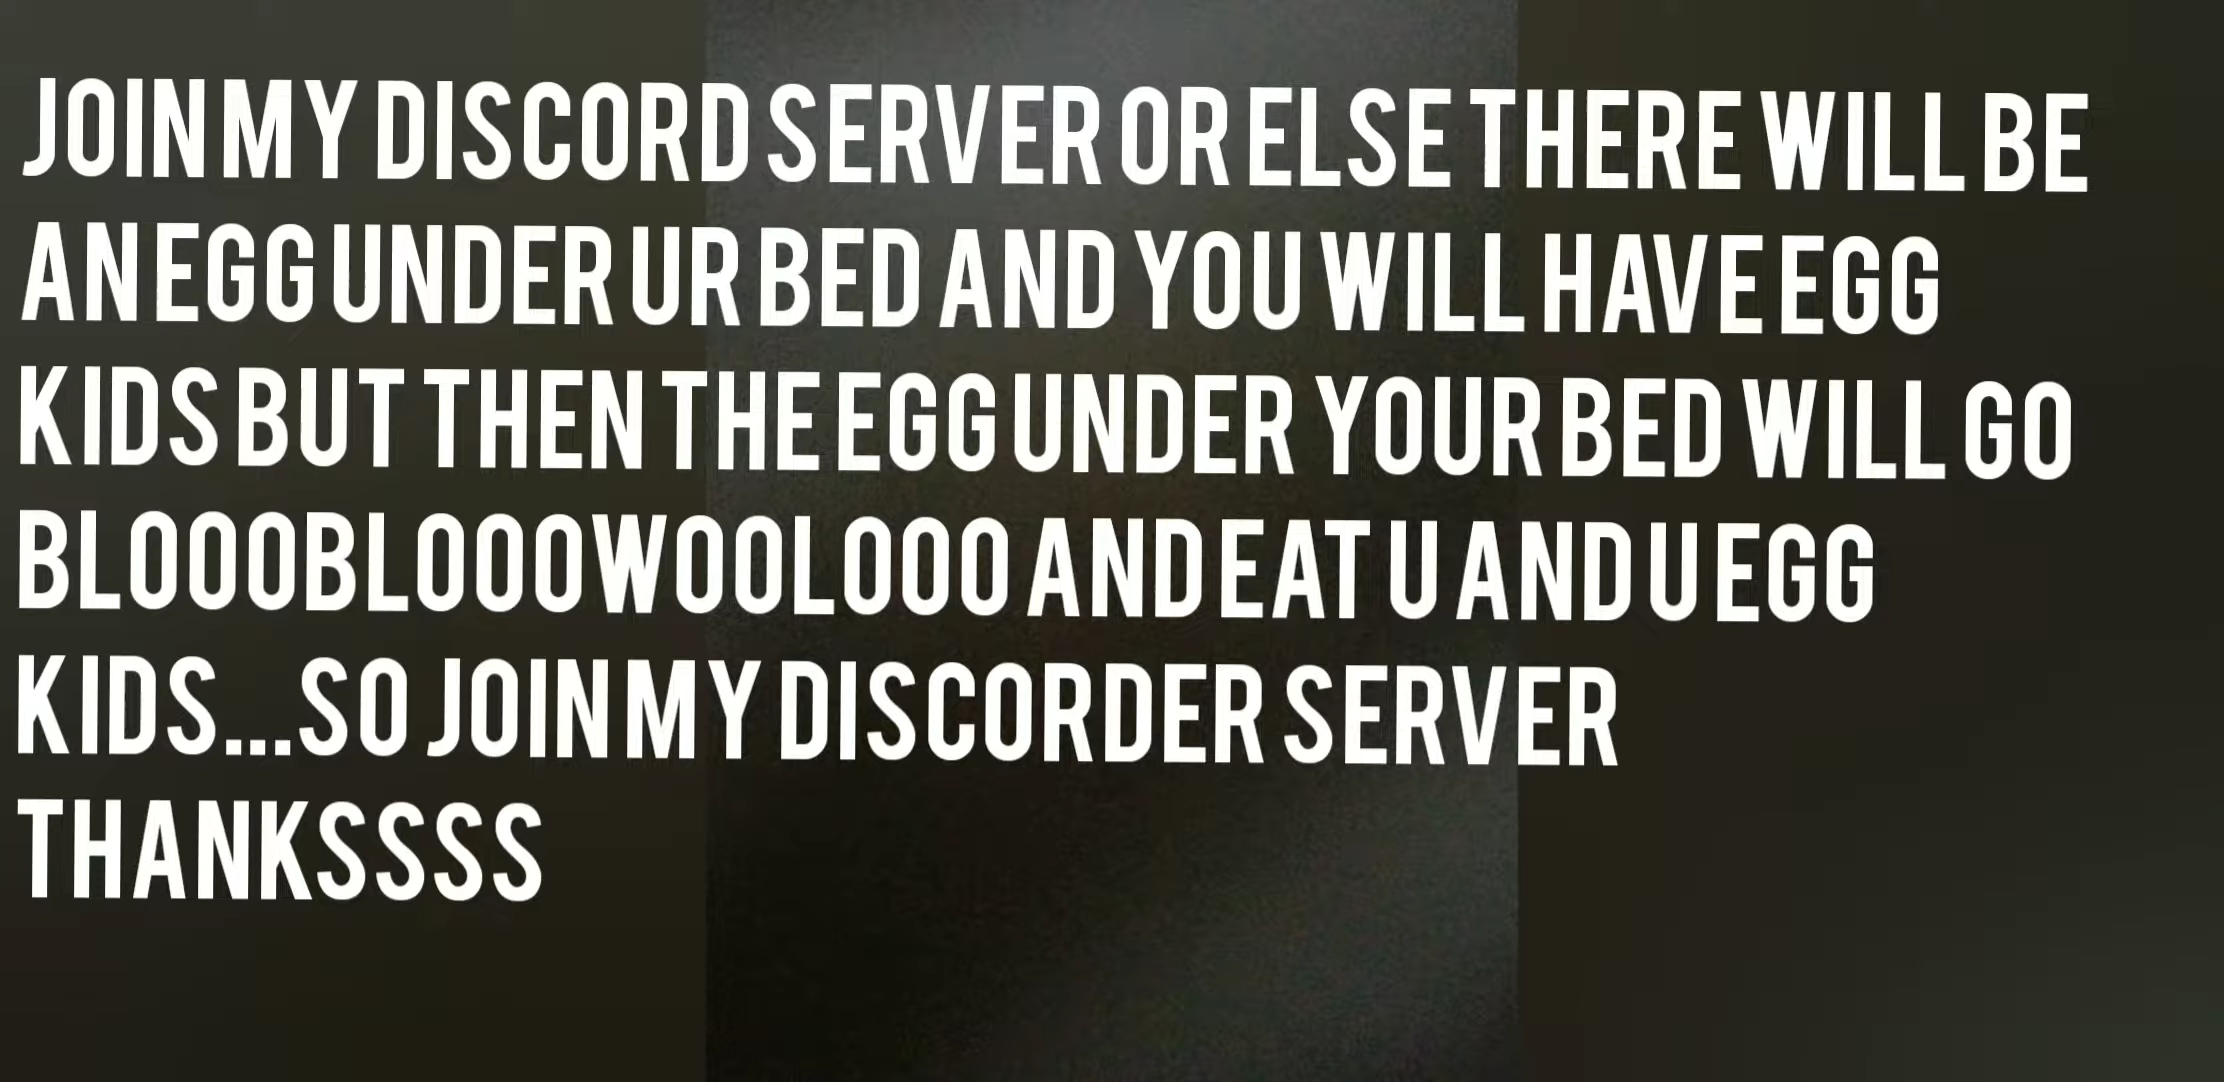 JOIN MY DISCORD SERVER OR ELSE THERE WILL BE
AN EGG UNDER UR BED AND YOU WILL HAVE EGG
KIDS BUT THEN THE EGG UNDER YOUR BED WILL GO
BLOOOBLOOOWOOLOOO AND EAT U AND U EGG
KIDS...SO JOIN MY DISCORDER SERVER
THANKSSSS